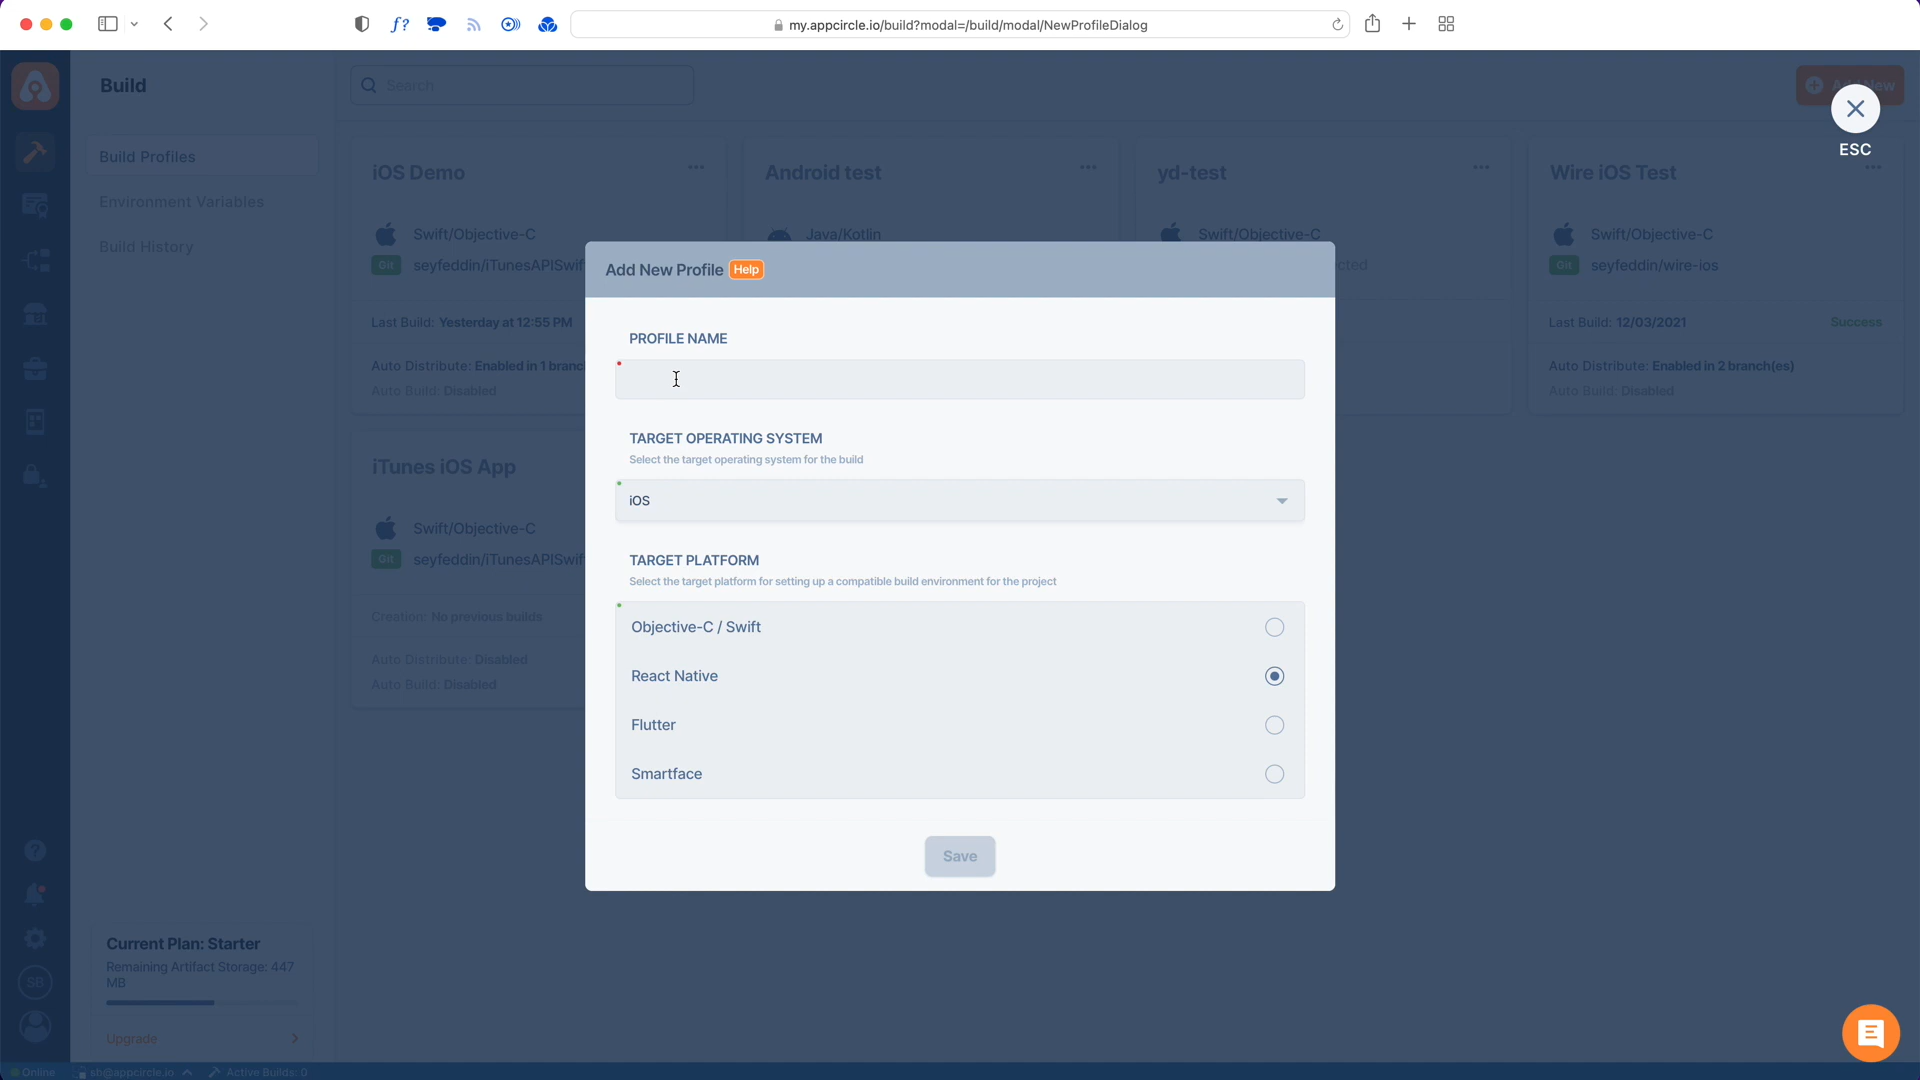 my.appcircle.io/build?modal=/build/modal/NewProfileDialog
Build
Search
Add New
ESC
Build Profiles
Environment Variables
Build History
iOS Demo
Swift/Objective-C
Git seyfeddin/iTunesAPISwif
Last Build: Yesterday at 12:55 PM
Auto Distribute: Enabled in 1 branc
Auto Build: Disabled
Android test
Java/Kotlin
yd-test
Swift/Objective-C
cted
Wire iOS Test
Swift/Objective-C
Git seyfeddin/wire-ios
Last Build: 12/03/2021 Success
Auto Distribute: Enabled in 2 branch(es)
Auto Build: Disabled
iTunes iOS App
Swift/Objective-C
Git seyfeddin/iTunesAPISwif
Creation: No previous builds
Auto Distribute: Disabled
Auto Build: Disabled
Add New Profile Help
PROFILE NAME
TARGET OPERATING SYSTEM
Select the target operating system for the build
iOS
TARGET PLATFORM
Select the target platform for setting up a compatible build environment for the project
Objective-C / Swift
React Native
Flutter
Smartface
Save
SB
Current Plan: Starter
Remaining Artifact Storage: 447
MB
Upgrade
Online sb@appcircle.io Active Builds: 0